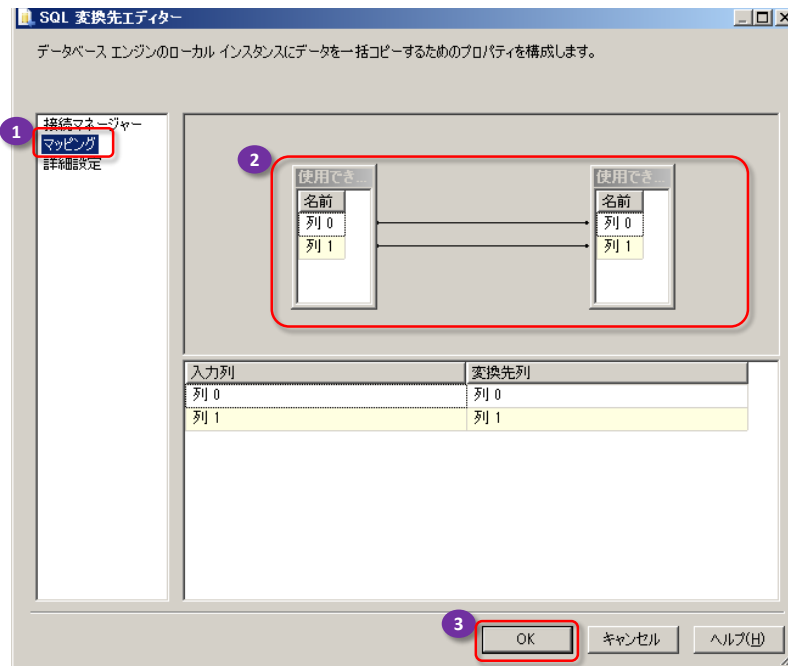 SQL 変換先エディター
データベース エンジンのローカル インスタンスにデータを一括コピーするためのプロパティを構成します。
接続マネージャー
1
マッピング
詳細設定
2
使用でき...
名前
列 0
列 1
使用でき...
名前
列 0
列 1
入力列 変換先列
列 0 列 0
列 1 列 1
3
OK キャンセル ヘルプ(H)